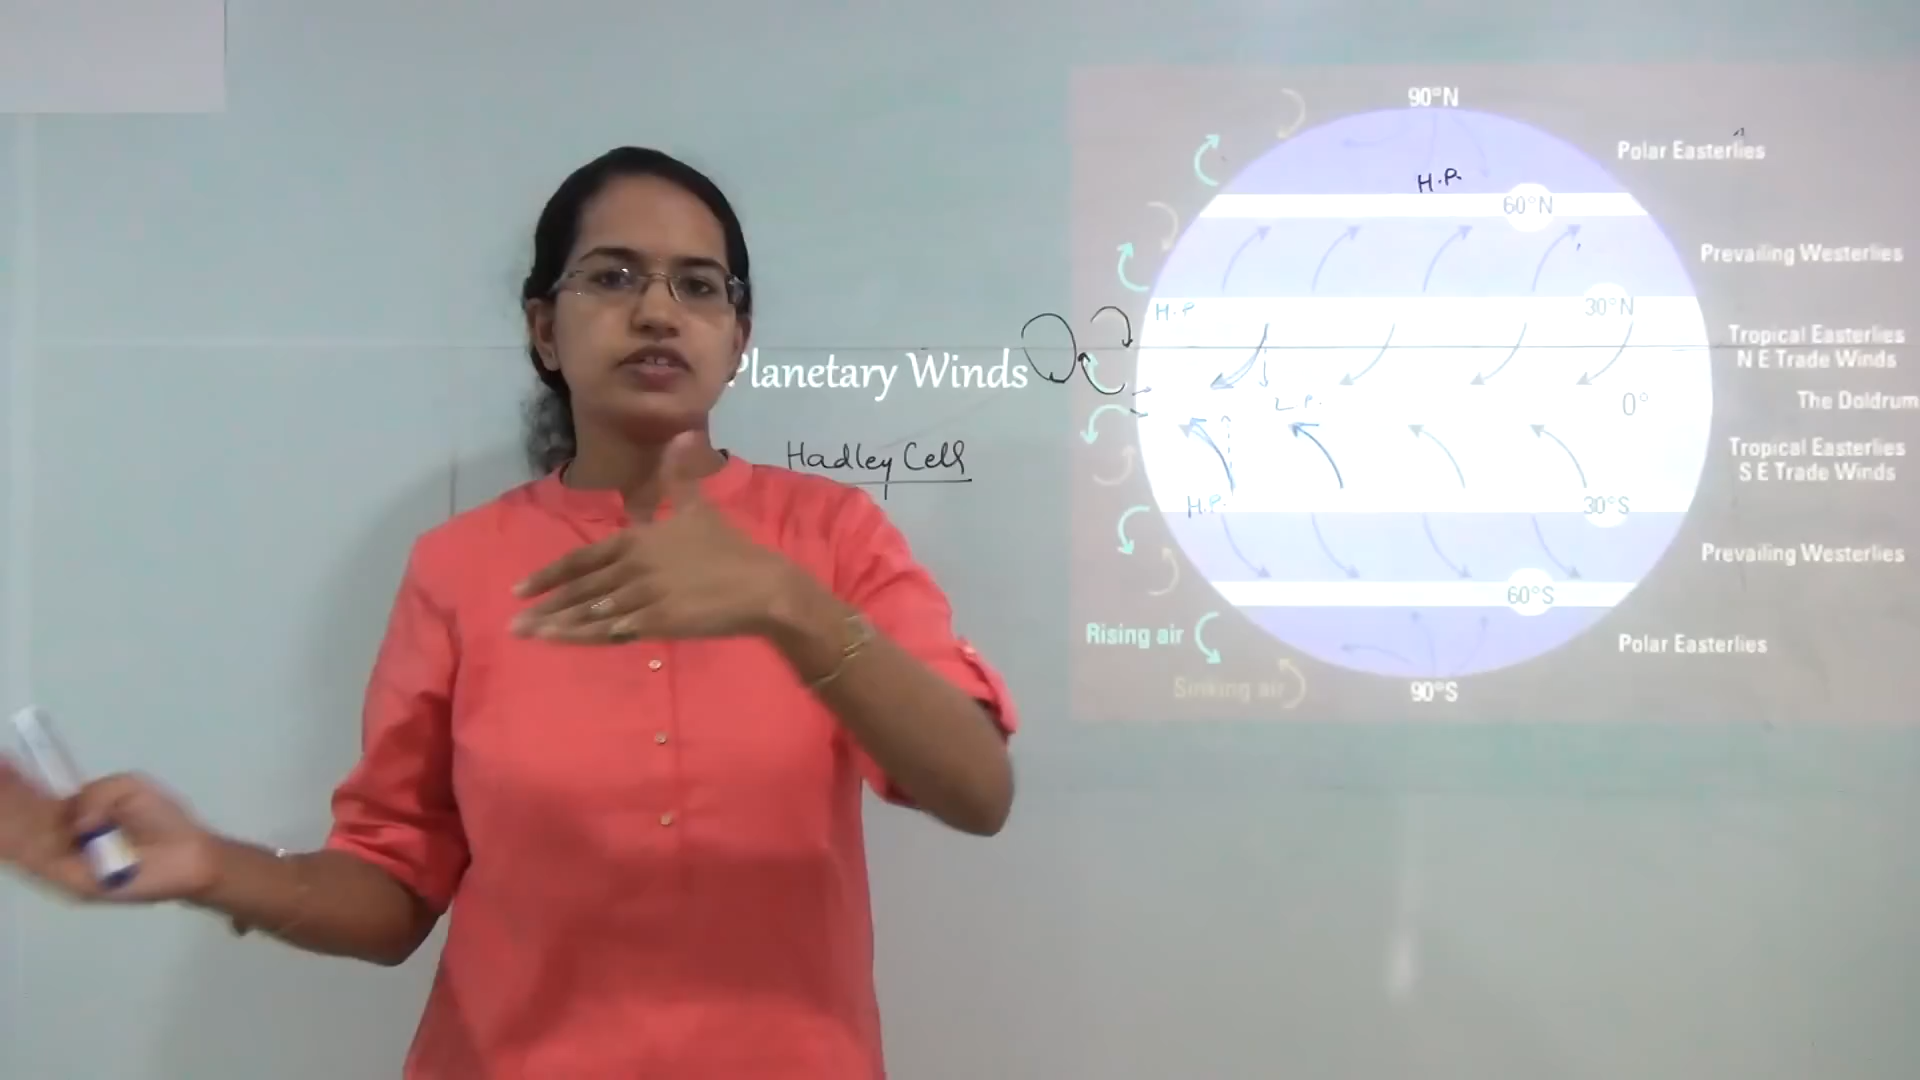 90°N
Polar Easterlies
H.P.
60°N
Prevailing Westerlies
H.P
30°N
Tropical Easterlies
N E Trade Winds
Planetary Winds
L.P.
0°
The Doldrum
Hadley Cell
Tropical Easterlies
S E Trade Winds
H.P.
30°S
Prevailing Westerlies
60°S
Rising air
Polar Easterlies
Sinking air
90°S